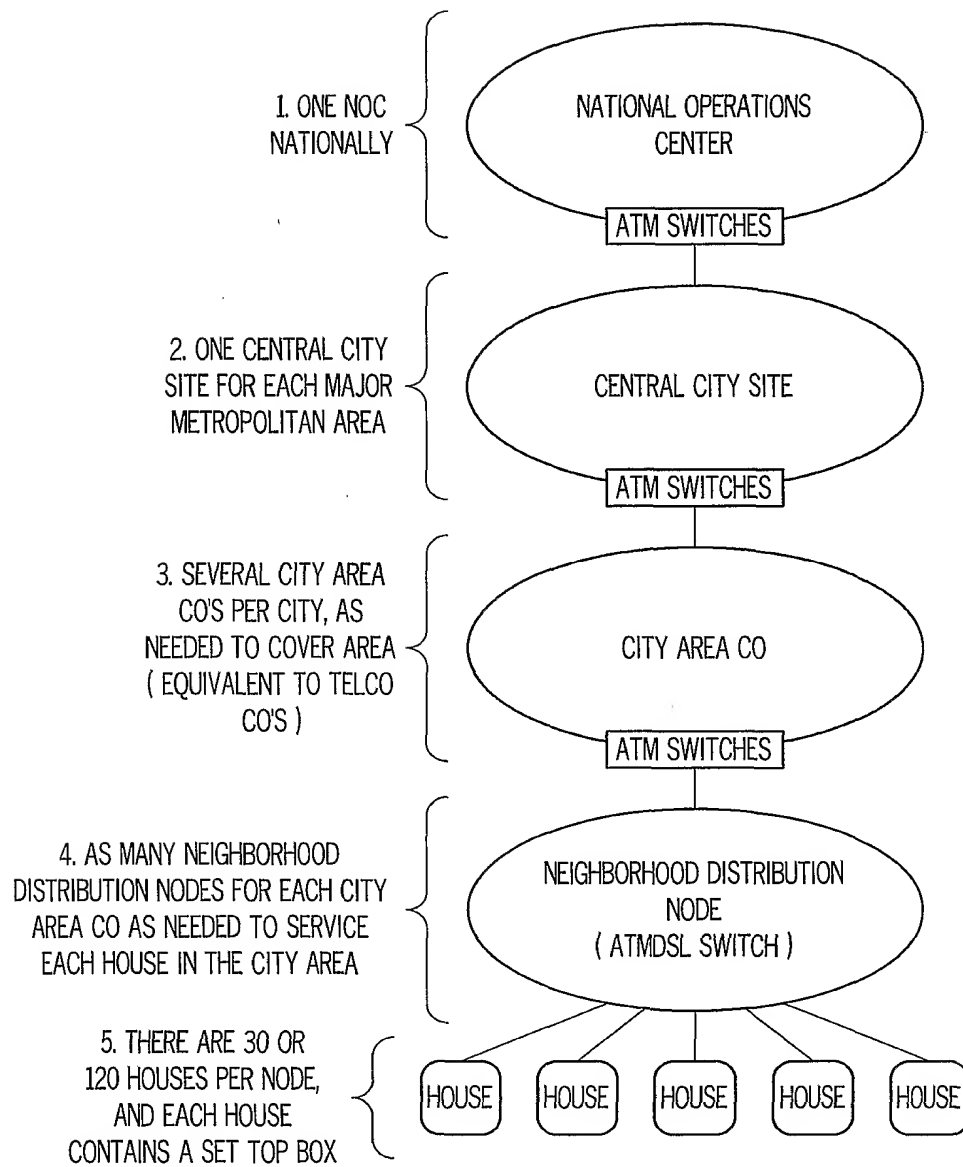 1. ONE NOC
NATIONALLY
NATIONAL OPERATIONS
CENTER
ATM SWITCHES
2. ONE CENTRAL CITY
SITE FOR EACH MAJOR
METROPOLITAN AREA
CENTRAL CITY SITE
ATM SWITCHES
3. SEVERAL CITY AREA
CO'S PER CITY, AS
NEEDED TO COVER AREA
( EQUIVALENT TO TELCO
CO'S )
CITY AREA CO
ATM SWITCHES
4. AS MANY NEIGHBORHOOD
DISTRIBUTION NODES FOR EACH CITY
AREA CO AS NEEDED TO SERVICE
EACH HOUSE IN THE CITY AREA
NEIGHBORHOOD DISTRIBUTION
NODE
( ATMDSL SWITCH )
5. THERE ARE 30 OR
120 HOUSES PER NODE,
AND EACH HOUSE
CONTAINS A SET TOP BOX
HOUSE
HOUSE
HOUSE
HOUSE
HOUSE